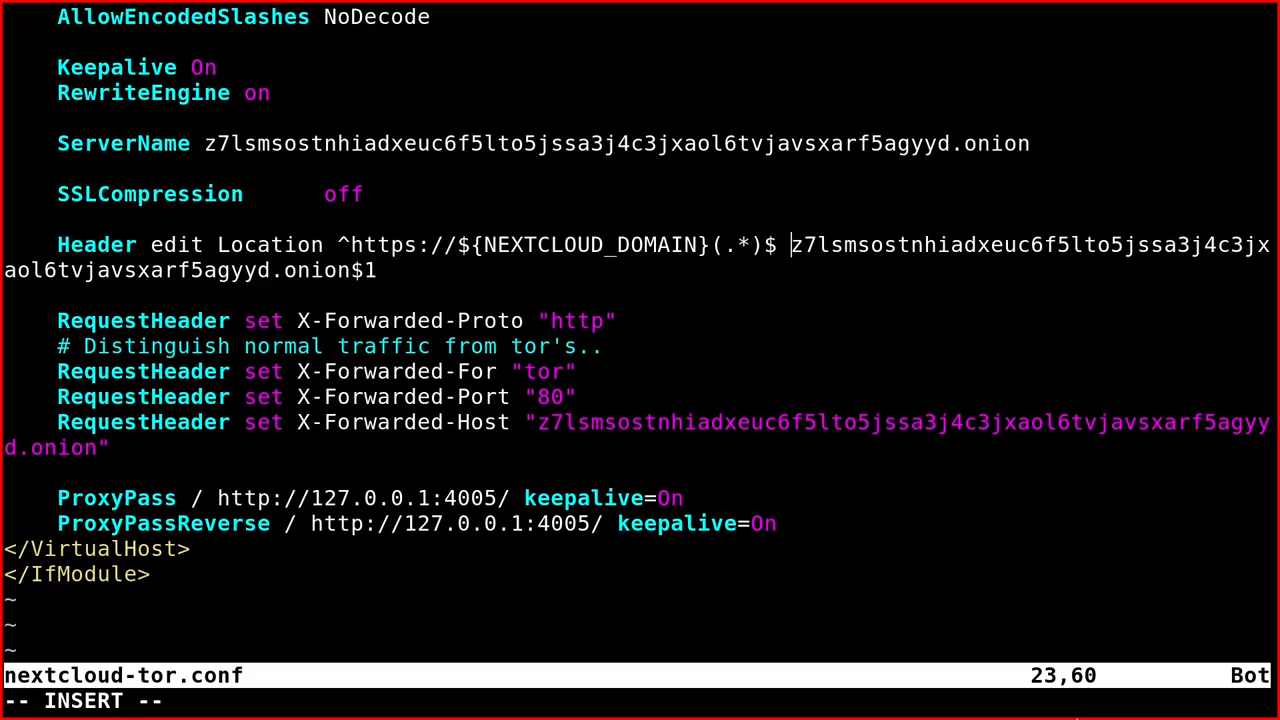 AllowEncodedSlashes NoDecode
Keepalive On
RewriteEngine on
ServerName z7lsmsostnhiadxeuc6f5lto5jssa3j4c3jxaol6tvjavsxarf5agyyd.onion
SSLCompression      off
Header edit Location ^https://${NEXTCLOUD_DOMAIN}(.*)$ z7lsmsostnhiadxeuc6f5lto5jssa3j4c3jx
aol6tvjavsxarf5agyyd.onion$1
RequestHeader set X-Forwarded-Proto "http"
# Distinguish normal traffic from tor's..
RequestHeader set X-Forwarded-For "tor"
RequestHeader set X-Forwarded-Port "80"
RequestHeader set X-Forwarded-Host "z7lsmsostnhiadxeuc6f5lto5jssa3j4c3jxaol6tvjavsxarf5agyy
d.onion"
ProxyPass / http://127.0.0.1:4005/ keepalive=On
ProxyPassReverse / http://127.0.0.1:4005/ keepalive=On
</VirtualHost>
</IfModule>
~
~
~
nextcloud-tor.conf 23,60 Bot
-- INSERT --